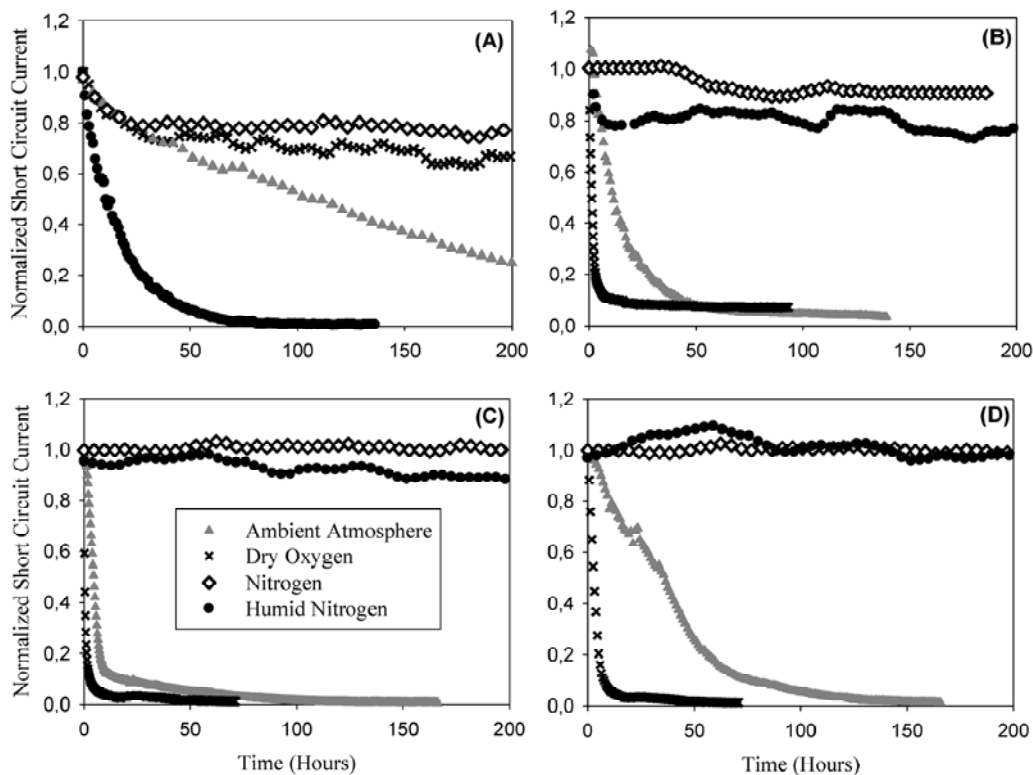 (A)
Normalized Short Circuit Current
1,2
1,0
0,8
0,6
0,4
0,2
0,0
0 50 100 150 200
(B)
1,2
1,0
0,8
0,6
0,4
0,2
0,0
0 50 100 150 200
(C)
Normalized Short Circuit Current
1,2
1,0
0,8
0,6
0,4
0,2
0,0
Ambient Atmosphere
Dry Oxygen
Nitrogen
Humid Nitrogen
0 50 100 150 200
Time (Hours)
(D)
1,2
1,0
0,8
0,6
0,4
0,2
0,0
0 50 100 150 200
Time (Hours)